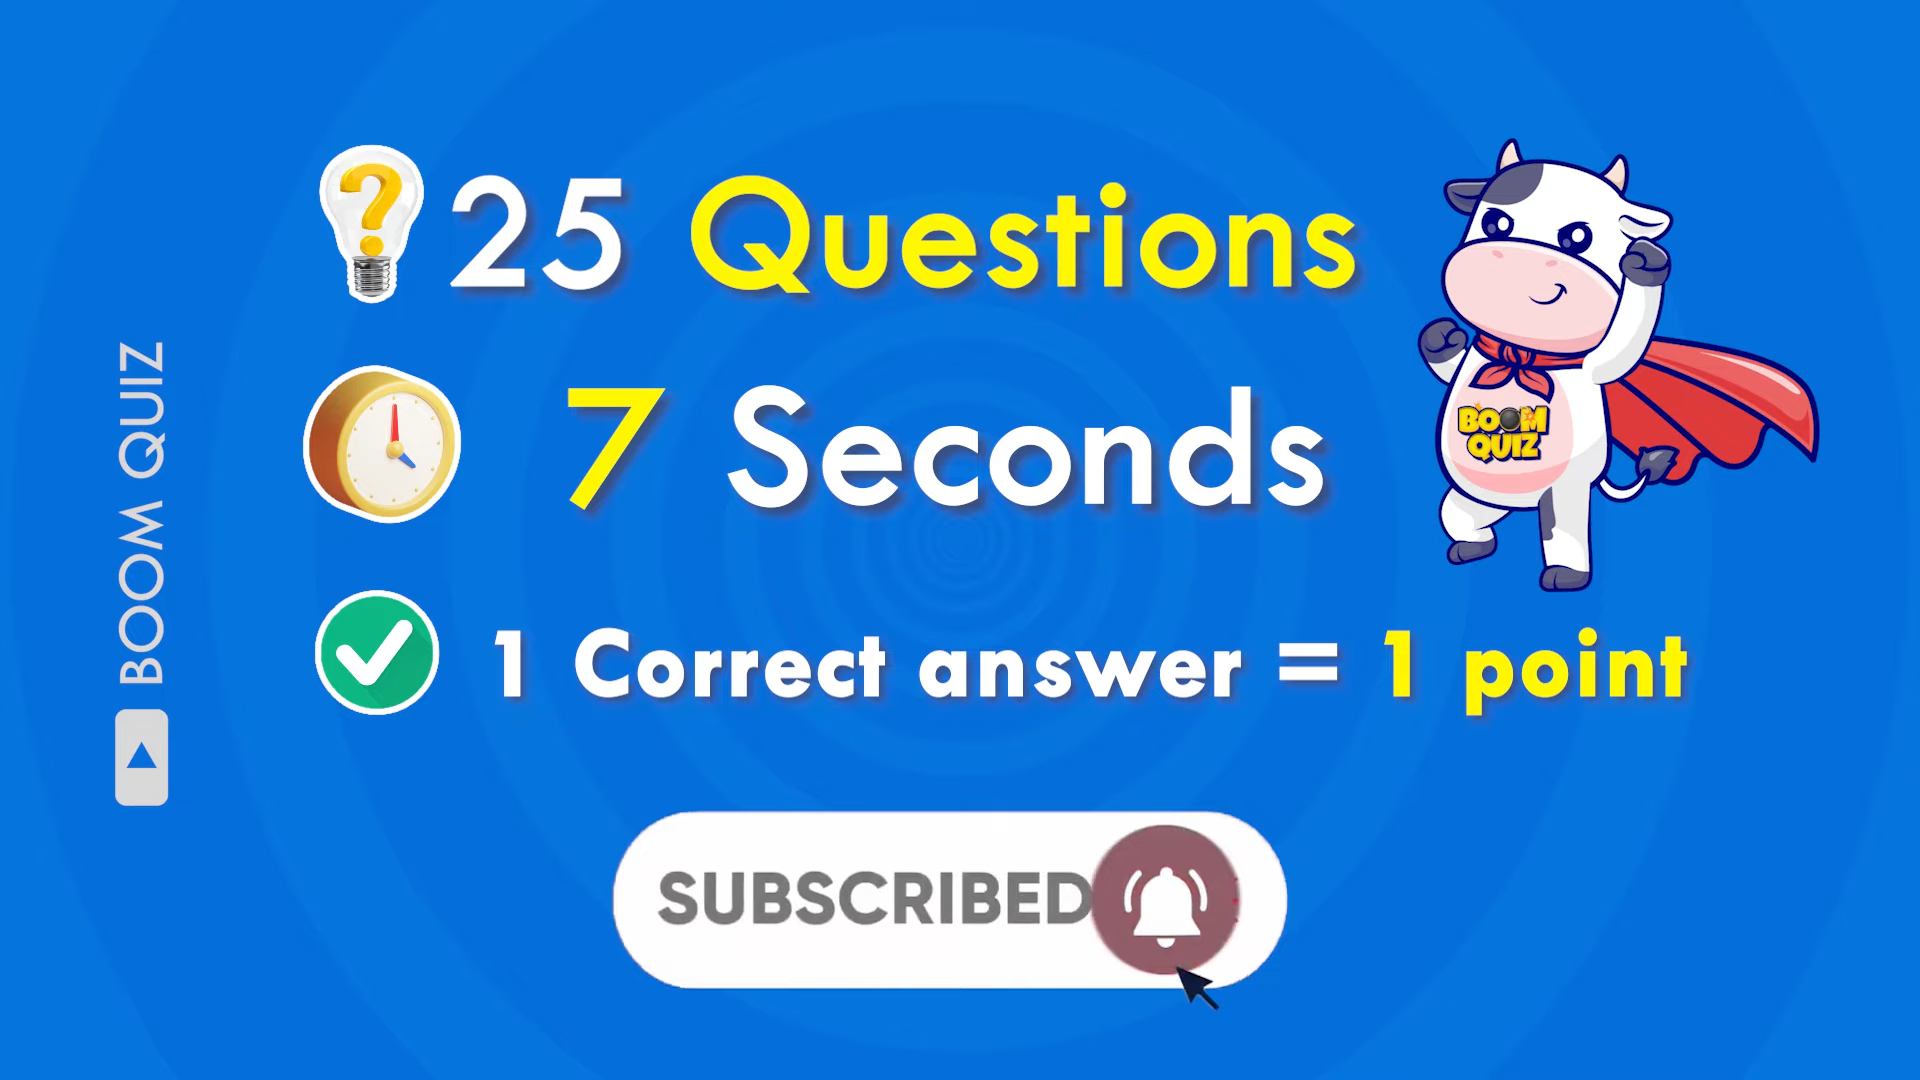 25 Questions
7 Seconds
1 Correct answer = 1 point
SUBSCRIBED
BOOM QUIZ
BOOM
QUIZ